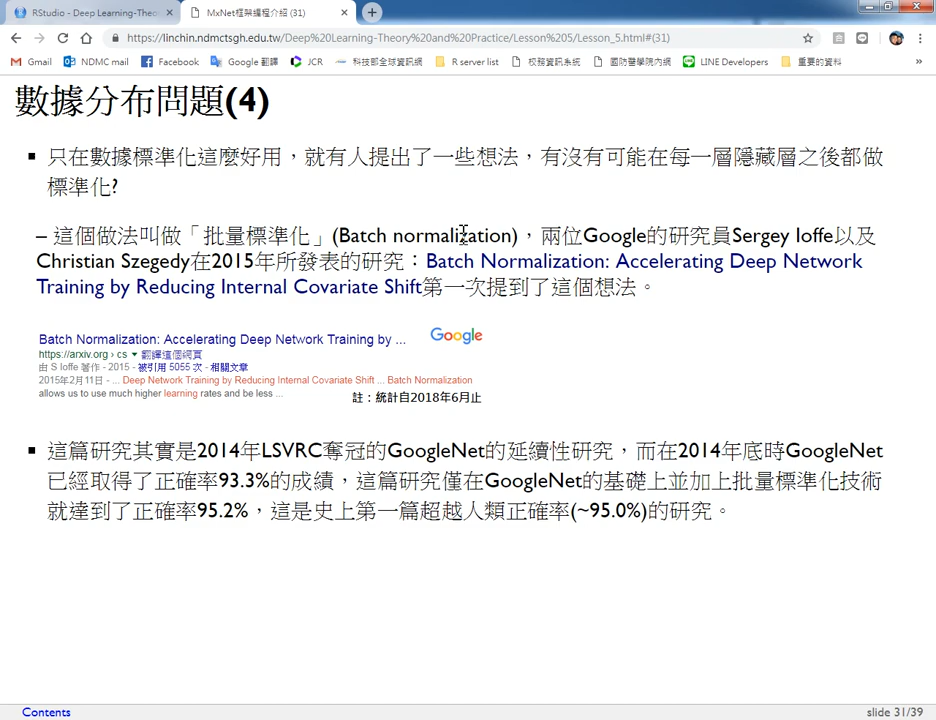 RStudio - Deep Learning-Theo
MxNet框架編程介紹 (31)
https://linchin.ndmctsgh.edu.tw/Deep%20Learning-Theory%20and%20Practice/Lesson%205/Lesson_5.html#(31)
Gmail NDMC mail Facebook Google 翻譯 JCR 科技部全球資訊網 R server list 校務資訊系統 國防醫學院內網 LINE Developers 重要的資料 »
數據分布問題(4)
只在數據標準化這麼好用，就有人提出了一些想法，有沒有可能在每一層隱藏層之後都做
標準化?
– 這個做法叫做「批量標準化」(Batch normalization)，兩位Google的研究員Sergey Ioffe以及
Christian Szegedy在2015年所發表的研究：Batch Normalization: Accelerating Deep Network
Training by Reducing Internal Covariate Shift第一次提到了這個想法。
Batch Normalization: Accelerating Deep Network Training by ...
Google
https://arxiv.org › cs ▼ 翻譯這個網頁
由 S Ioffe 著作 - 2015 - 被引用 5055 次 - 相關文章
2015年2月11日 - ... Deep Network Training by Reducing Internal Covariate Shift ... Batch Normalization
allows us to use much higher learning rates and be less ...
註：統計自2018年6月止
這篇研究其實是2014年LSVRC奪冠的GoogleNet的延續性研究，而在2014年底時GoogleNet
已經取得了正確率93.3%的成績，這篇研究僅在GoogleNet的基礎上並加上批量標準化技術
就達到了正確率95.2%，這是史上第一篇超越人類正確率(~95.0%)的研究。
Contents
slide 31/39